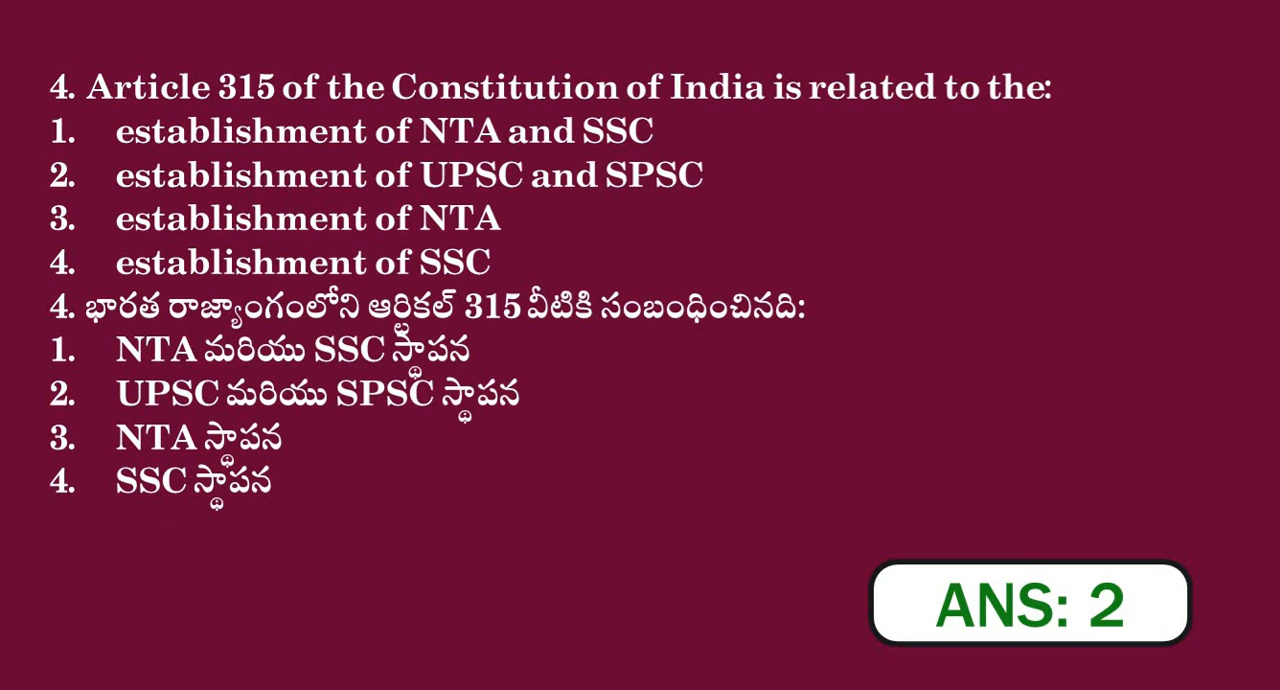 4. Article 315 of the Constitution of India is related to the:
1. establishment of NTA and SSC
2. establishment of UPSC and SPSC
3. establishment of NTA
4. establishment of SSC
4. భారత రాజ్యాంగంలోని ఆర్టికల్ 315 వీటికి సంబంధించినది:
1. NTA మరియు SSC స్థాపన
2. UPSC మరియు SPSC స్థాపన
3. NTA స్థాపన
4. SSC స్థాపన
ANS: 2